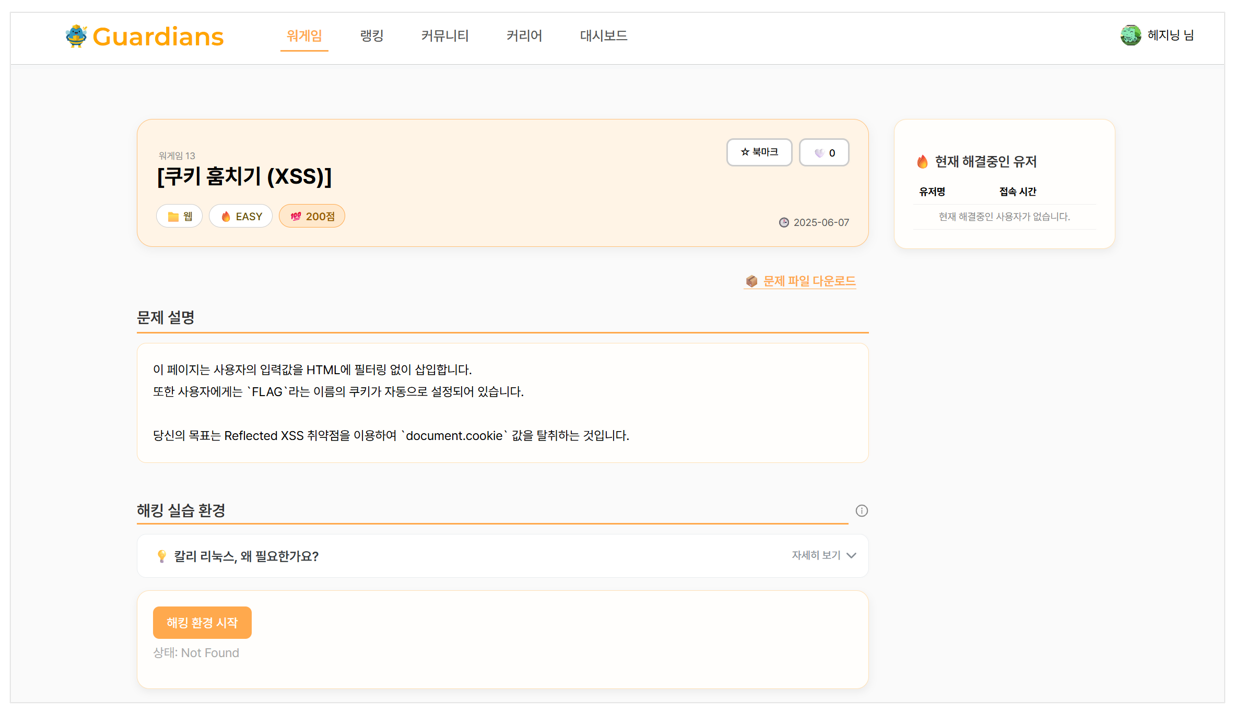 Guardians
워게임 랭킹 커뮤니티 커리어 대시보드
헤지닝 님
워게임 13
[쿠키 훔치기 (XSS)]
☆ 북마크 0
웹 EASY 💯 200점
2025-06-07
현재 해결중인 유저
유저명 접속 시간
현재 해결중인 사용자가 없습니다.
문제 파일 다운로드
문제 설명
이 페이지는 사용자의 입력값을 HTML에 필터링 없이 삽입합니다.
또한 사용자에게는 `FLAG`라는 이름의 쿠키가 자동으로 설정되어 있습니다.
당신의 목표는 Reflected XSS 취약점을 이용하여 `document.cookie` 값을 탈취하는 것입니다.
해킹 실습 환경
칼리 리눅스, 왜 필요한가요? 자세히 보기
해킹 환경 시작
상태: Not Found